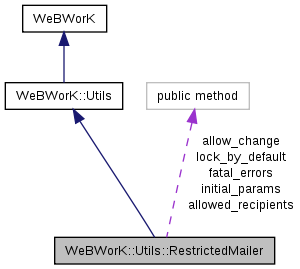 WeBWorK
WeBWorK::Utils
public method
allow_change
lock_by_default
fatal_errors
initial_params
allowed_recipients
WeBWorK::Utils::RestrictedMailer